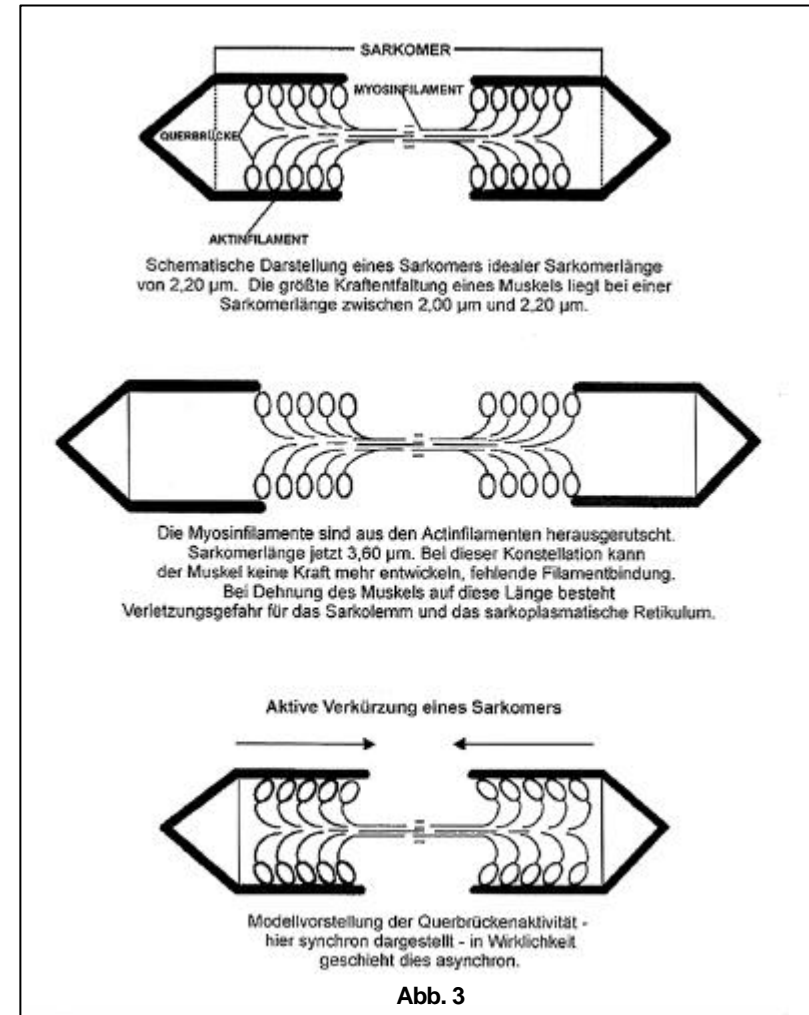 SARKOMER
MYOSINFILAMENT
QUERBRÜCKE
AKTINFILAMENT
Schematische Darstellung eines Sarkomers idealer Sarkomerlänge
von 2,20 µm. Die größte Kraftentfaltung eines Muskels liegt bei einer
Sarkomerlänge zwischen 2,00 µm und 2,20 µm.
Die Myosinfilamente sind aus den Actinfilamenten herausgerutscht.
Sarkomerlänge jetzt 3,60 µm. Bei dieser Konstellation kann
der Muskel keine Kraft mehr entwickeln, fehlende Filamentbindung.
Bei Dehnung des Muskels auf diese Länge besteht
Verletzungsgefahr für das Sarkolemm und das sarkoplasmatische Retikulum.
Aktive Verkürzung eines Sarkomers
Modellvorstellung der Querbrückenaktivität -
hier synchron dargestellt - in Wirklichkeit
geschieht dies asynchron.
Abb. 3